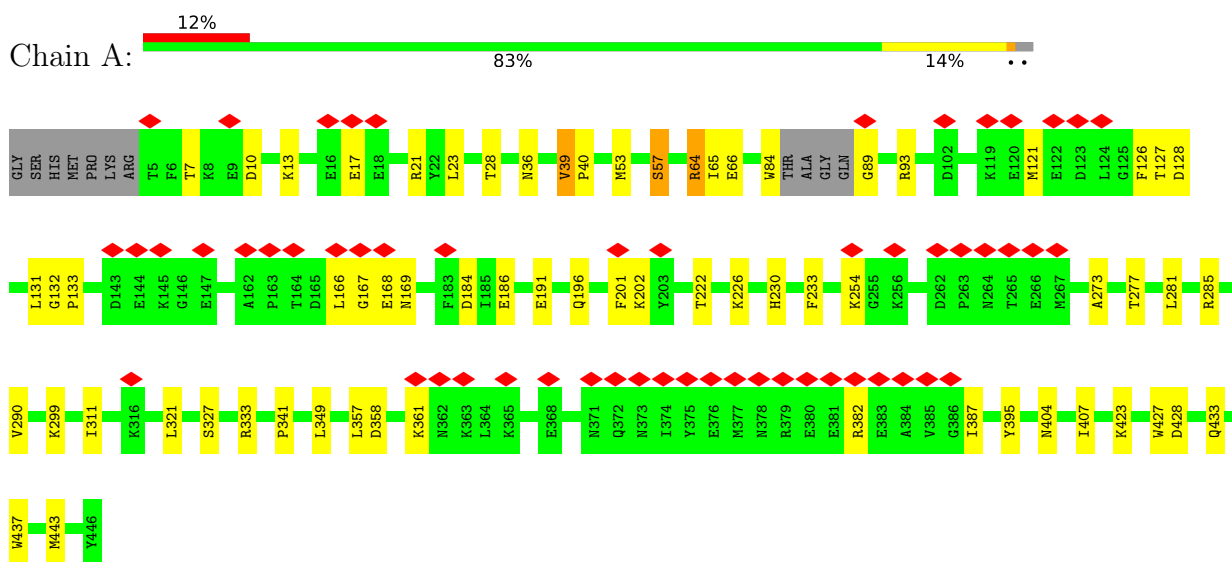 12%
Chain A:
83% 14% • •
GLY SER HIS MET PRO LYS ARG T5 F6 T7 K8 E9 D10 K13 E16 E17 E18 R21 Y22 L23 T28 N36 V39 P40 M53 S57 R64 I65 E66 W84 THR ALA GLY GLN G89 R93 D102 K119 E120 M121 E122 D123 L124 G125 F126 T127 D128
L131 G132 P133 D143 E144 K145 G146 E147 A162 P163 T164 D165 L166 G167 E168 N169 F183 D184 I185 E186 E191 Q196 F201 K202 Y203 T222 K226 H230 F233 K254 G255 K256 D262 P263 N264 T265 E266 M267 A273 T277 L281 R285
V290 K299 I311 K316 L321 S327 R333 P341 L349 L357 D358 K361 N362 K363 L364 K365 E368 N371 Q372 N373 I374 Y375 E376 M377 N378 R379 E380 E381 R382 E383 A384 V385 G386 I387 Y395 N404 I407 K423 W427 D428 Q433
W437 M443 Y446